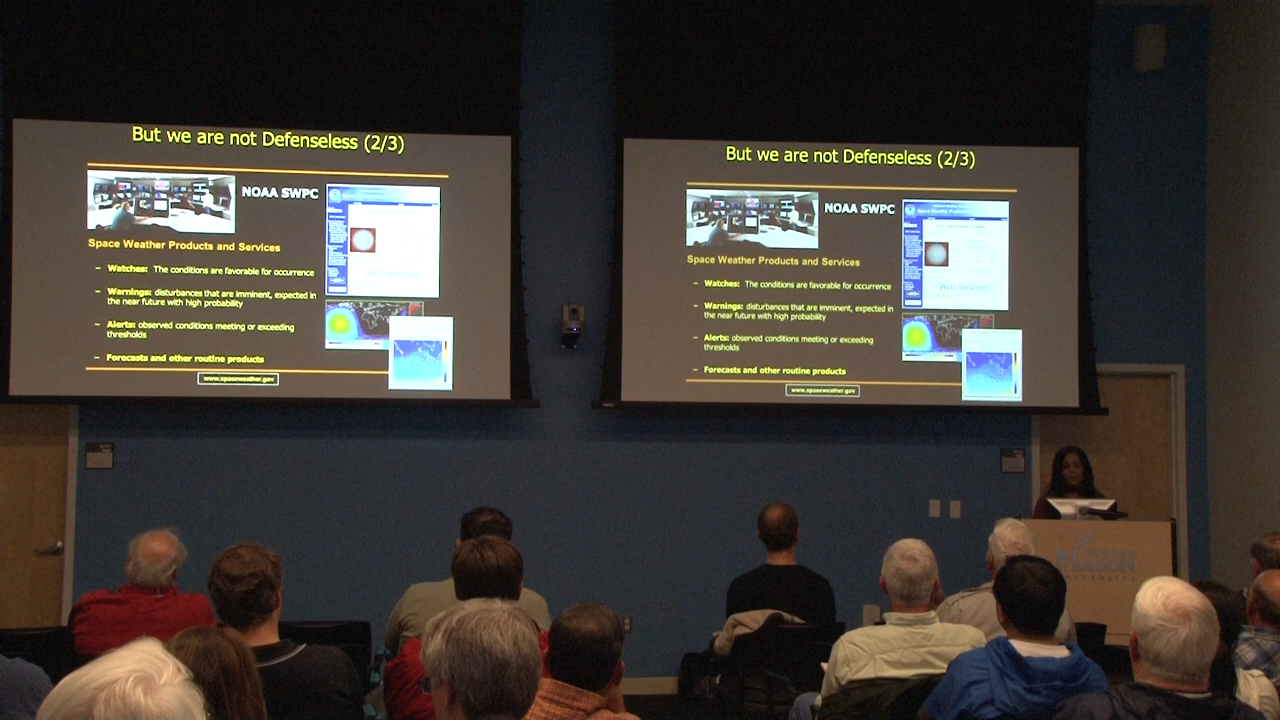 But we are not Defenseless (2/3)
NOAA SWPC
Space Weather Products and Services
– Watches: The conditions are favorable for occurrence
– Warnings: disturbances that are imminent, expected in
the near future with high probability
– Alerts: observed conditions meeting or exceeding
thresholds
– Forecasts and other routine products
www.spaceweather.gov
But we are not Defenseless (2/3)
NOAA SWPC
Space Weather Products and Services
– Watches: The conditions are favorable for occurrence
– Warnings: disturbances that are imminent, expected in
the near future with high probability
– Alerts: observed conditions meeting or exceeding
thresholds
– Forecasts and other routine products
www.spaceweather.gov
GEORGE
MASON
UNIVERSITY